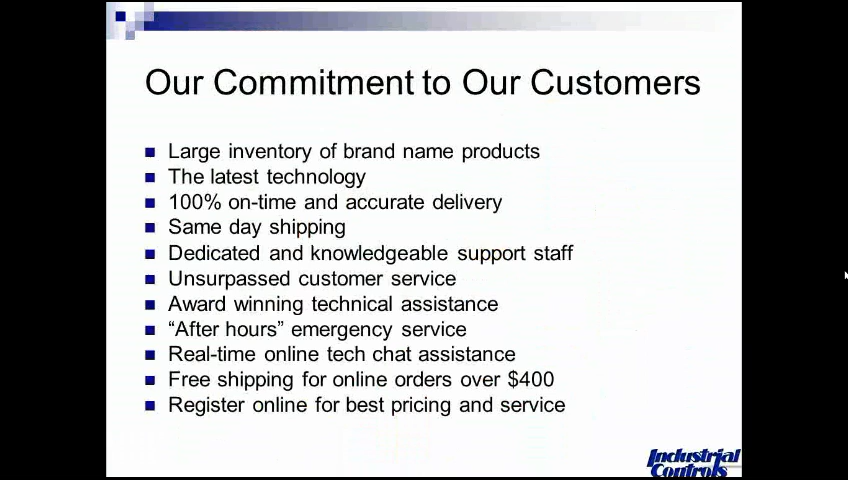 Our Commitment to Our Customers
Large inventory of brand name products
The latest technology
100% on-time and accurate delivery
Same day shipping
Dedicated and knowledgeable support staff
Unsurpassed customer service
Award winning technical assistance
“After hours” emergency service
Real-time online tech chat assistance
Free shipping for online orders over $400
Register online for best pricing and service
Industrial
Controls